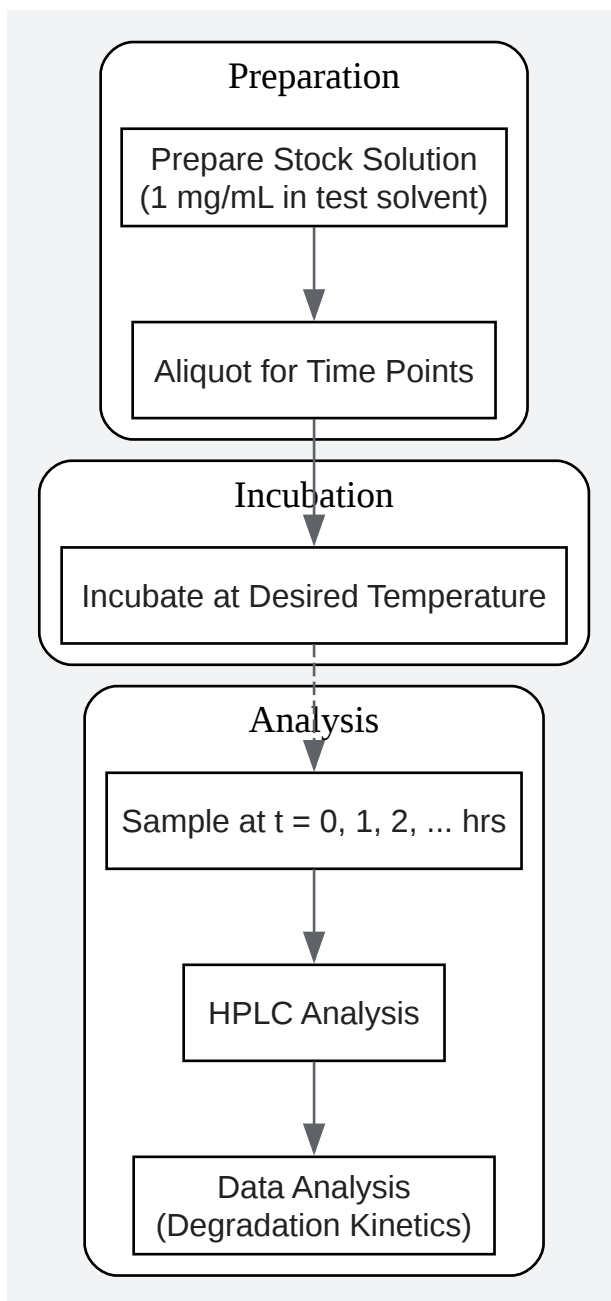 Preparation
Prepare Stock Solution
(1 mg/mL in test solvent)
Aliquot for Time Points
Incubation
Incubate at Desired Temperature
Analysis
Sample at t = 0, 1, 2, ... hrs
HPLC Analysis
Data Analysis
(Degradation Kinetics)